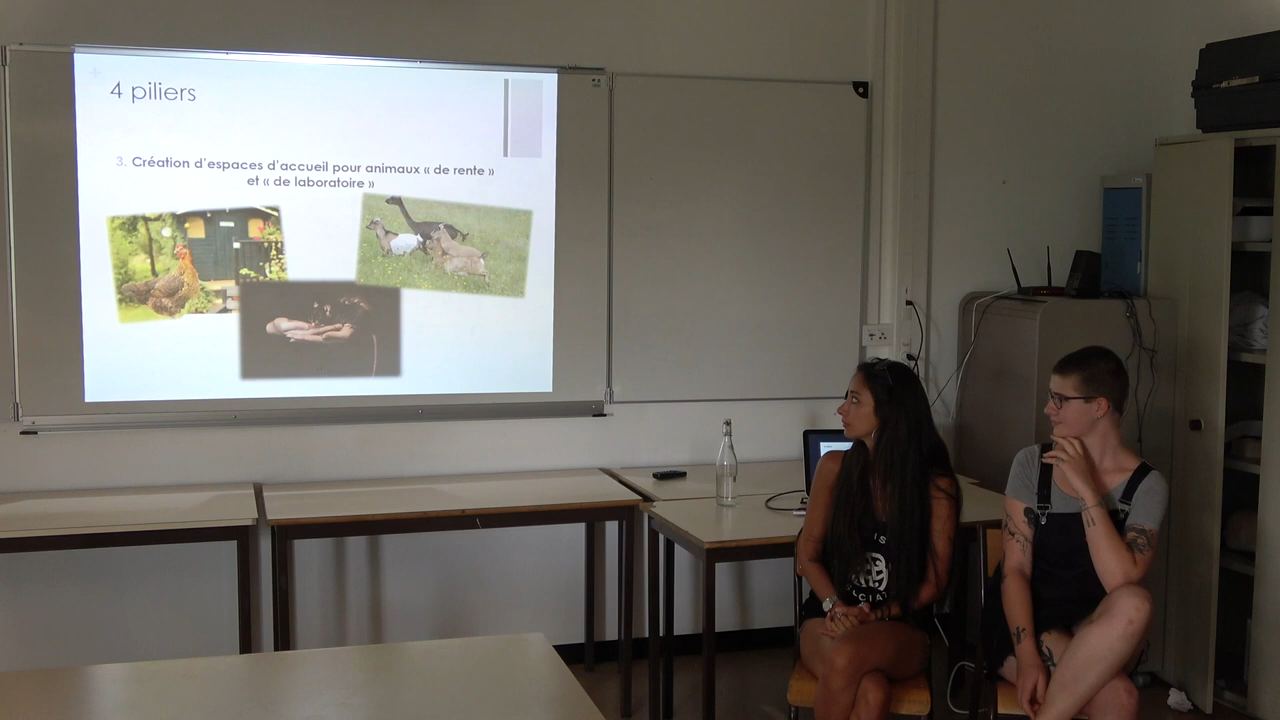 4 piliers
3. Création d'espaces d'accueil pour animaux « de rente »
et « de laboratoire »